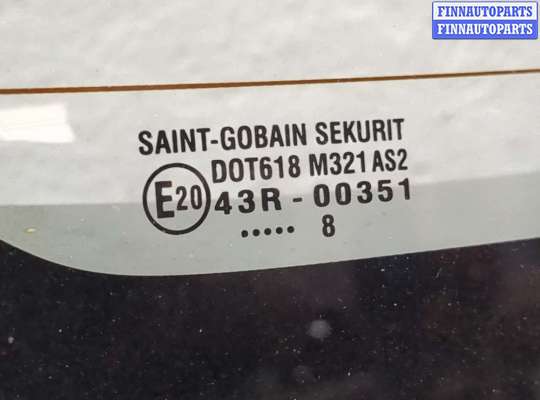 FINNAUTOPARTS
FINNAUTOPARTS
SAINT-GOBAIN SEKURIT
DOT618 M321 AS2
E20 43R - 00351
..... 8